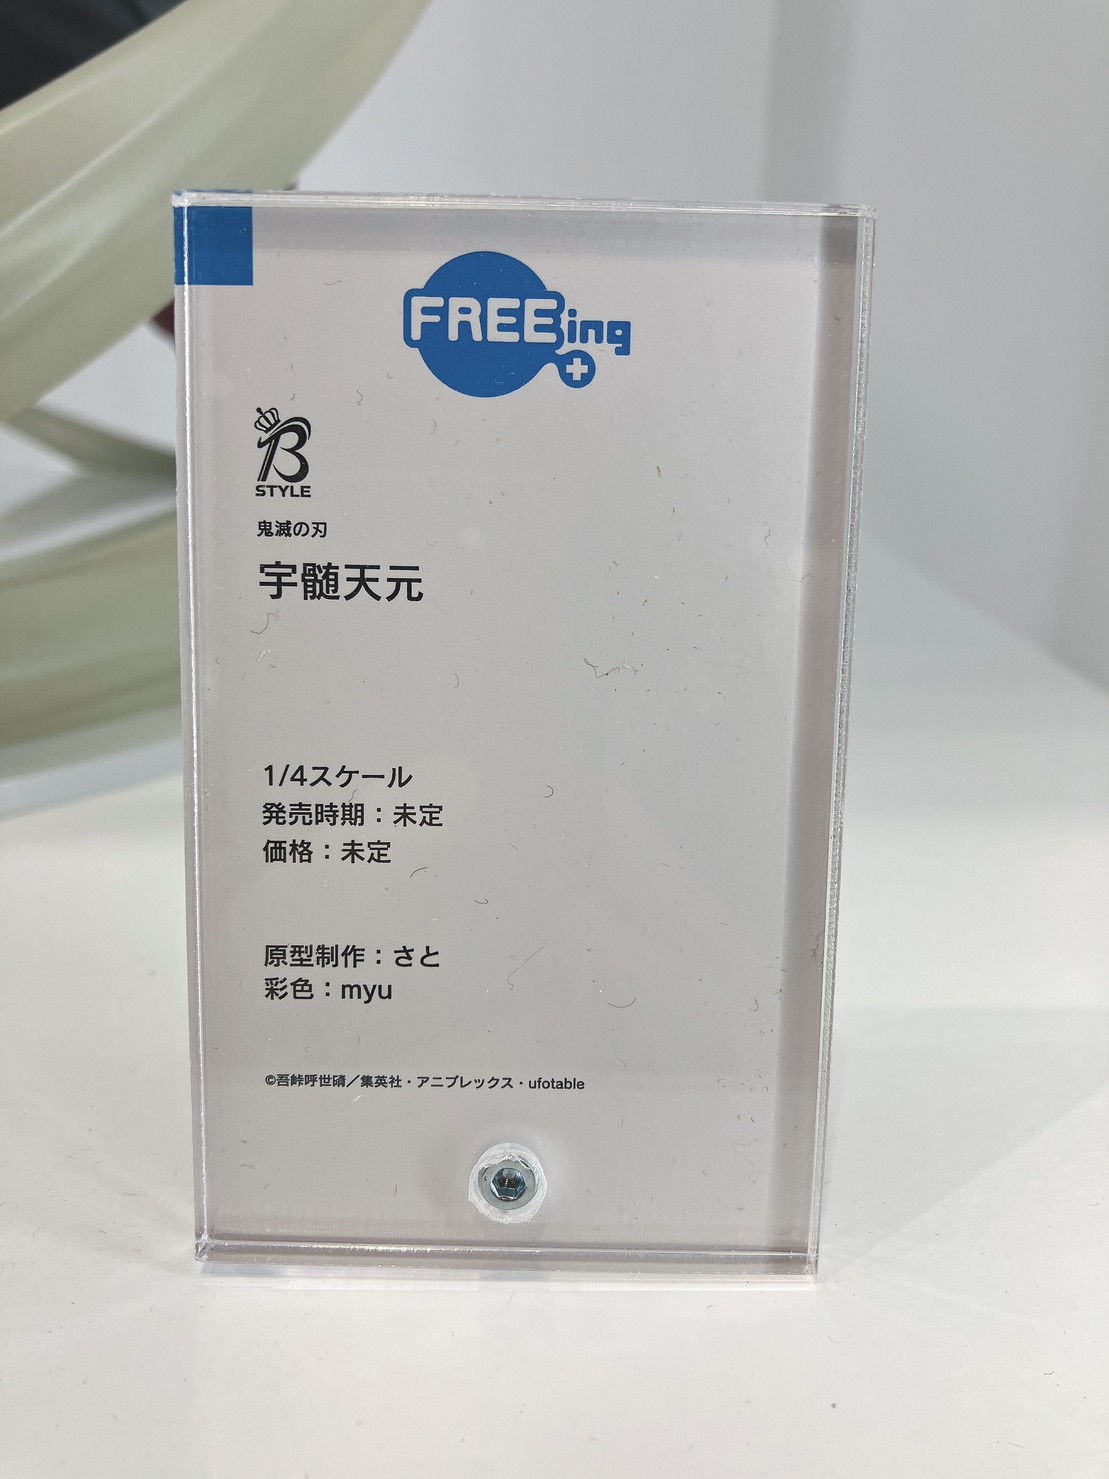 FREEing
B
STYLE
鬼滅の刃
宇髄天元
1/4スケール
発売時期：未定
価格：未定
原型制作：さと
彩色：myu
©吾峠呼世晴／集英社・アニプレックス・ufotable